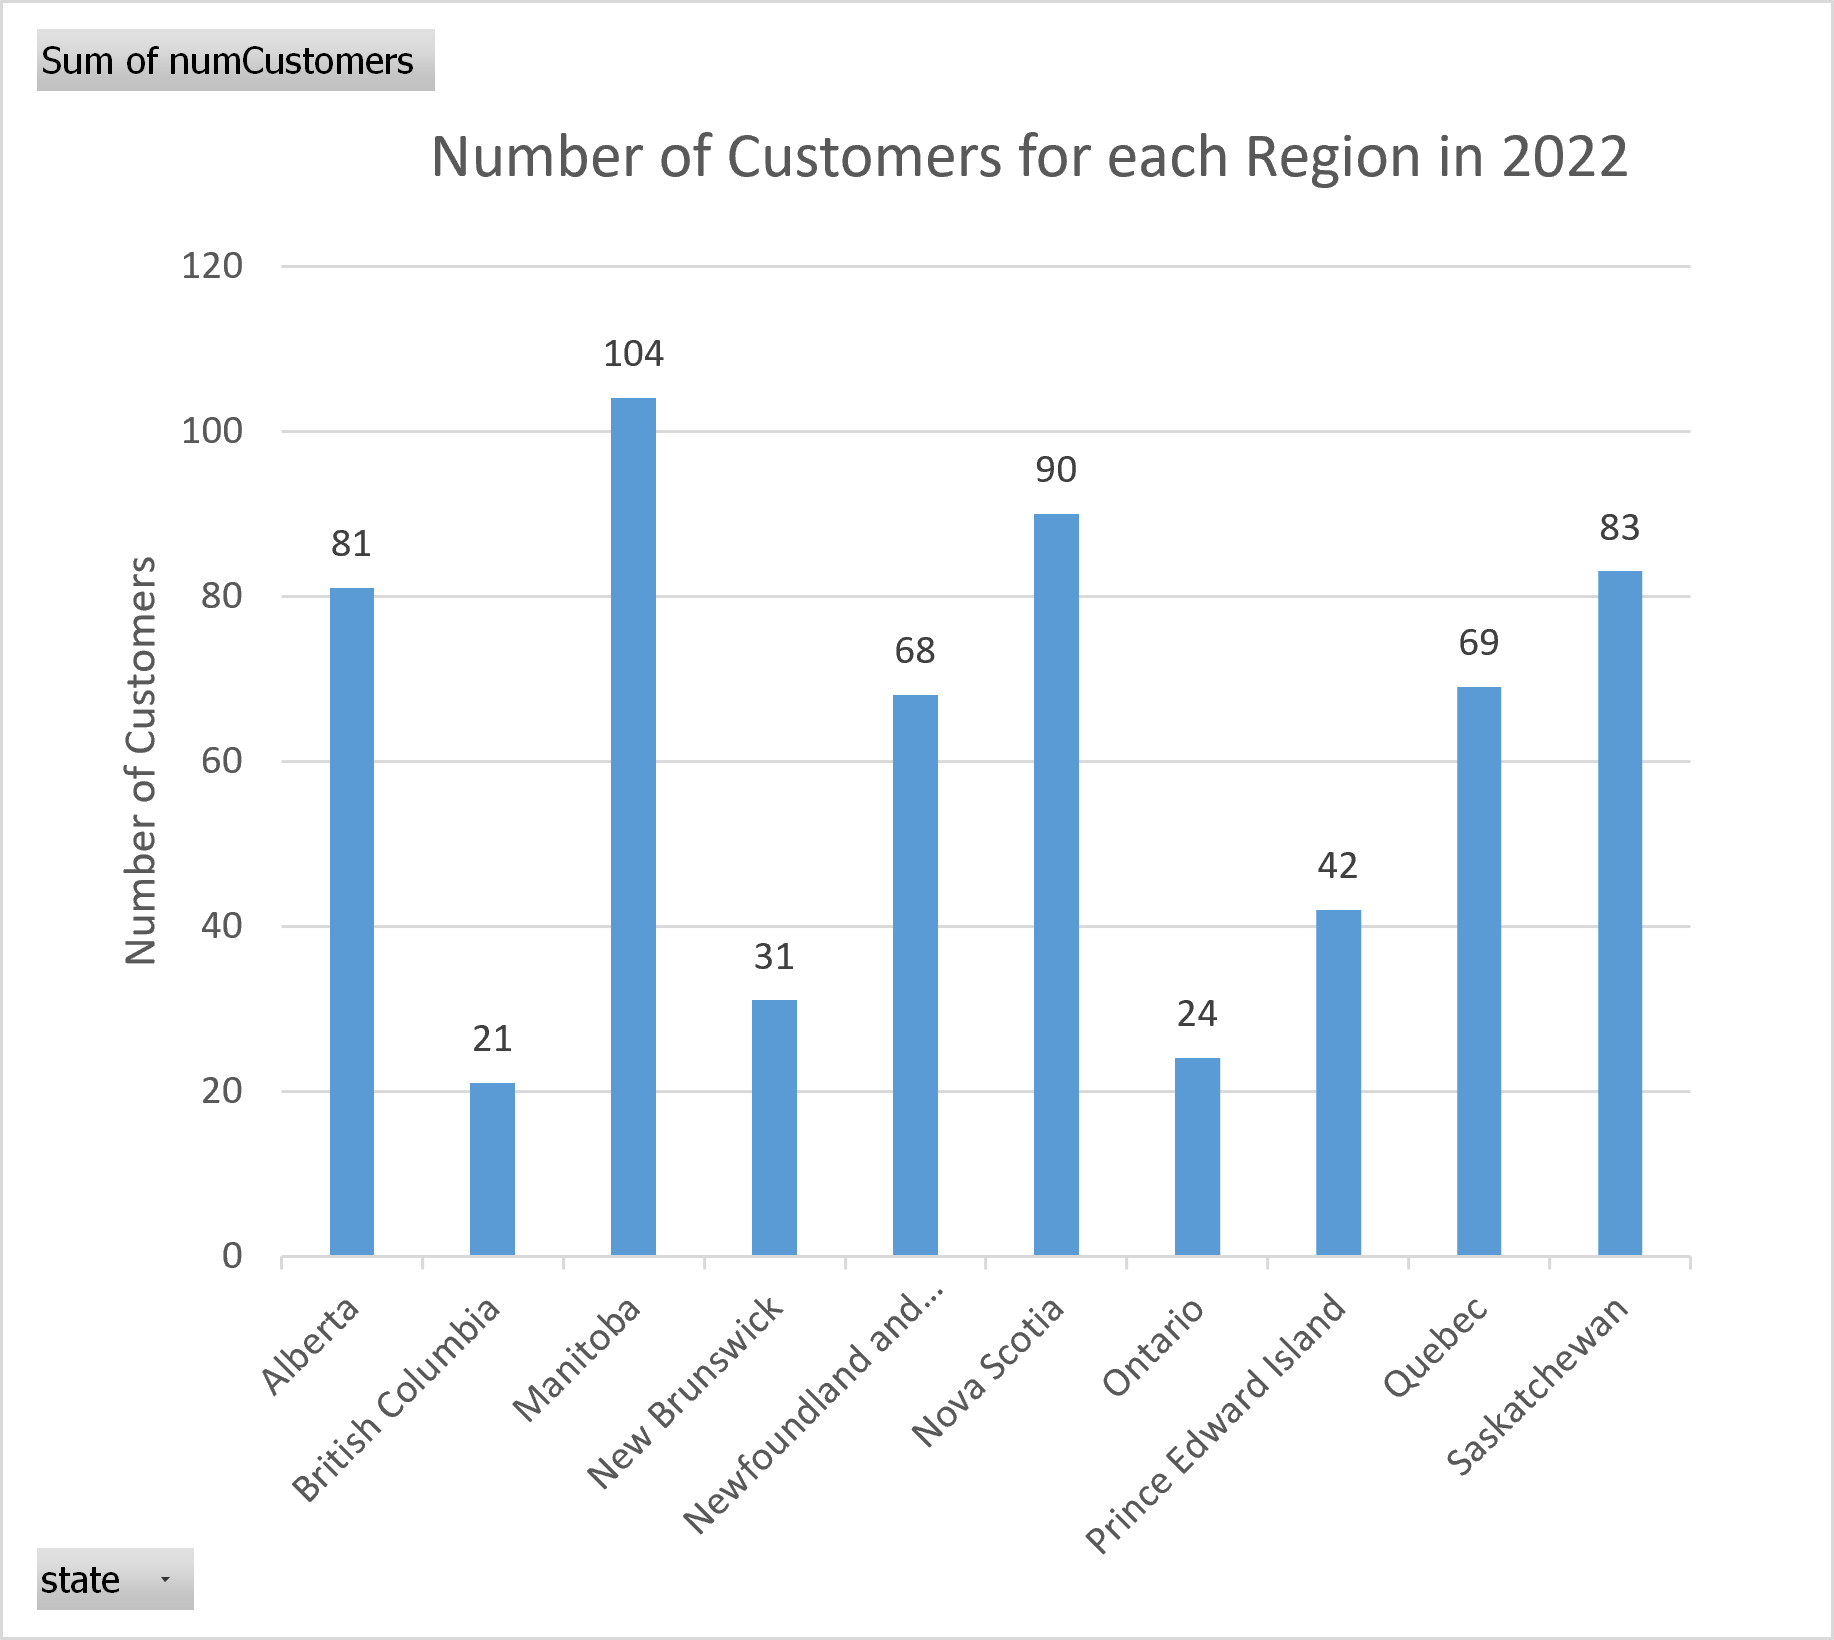 Sum of numCustomers
Number of Customers for each Region in 2022
Number of Customers
120
100
80
60
40
20
0
81
21
104
31
68
90
24
42
69
83
Alberta
British Columbia
Manitoba
New Brunswick
Newfoundland and...
Nova Scotia
Ontario
Prince Edward Island
Quebec
Saskatchewan
state